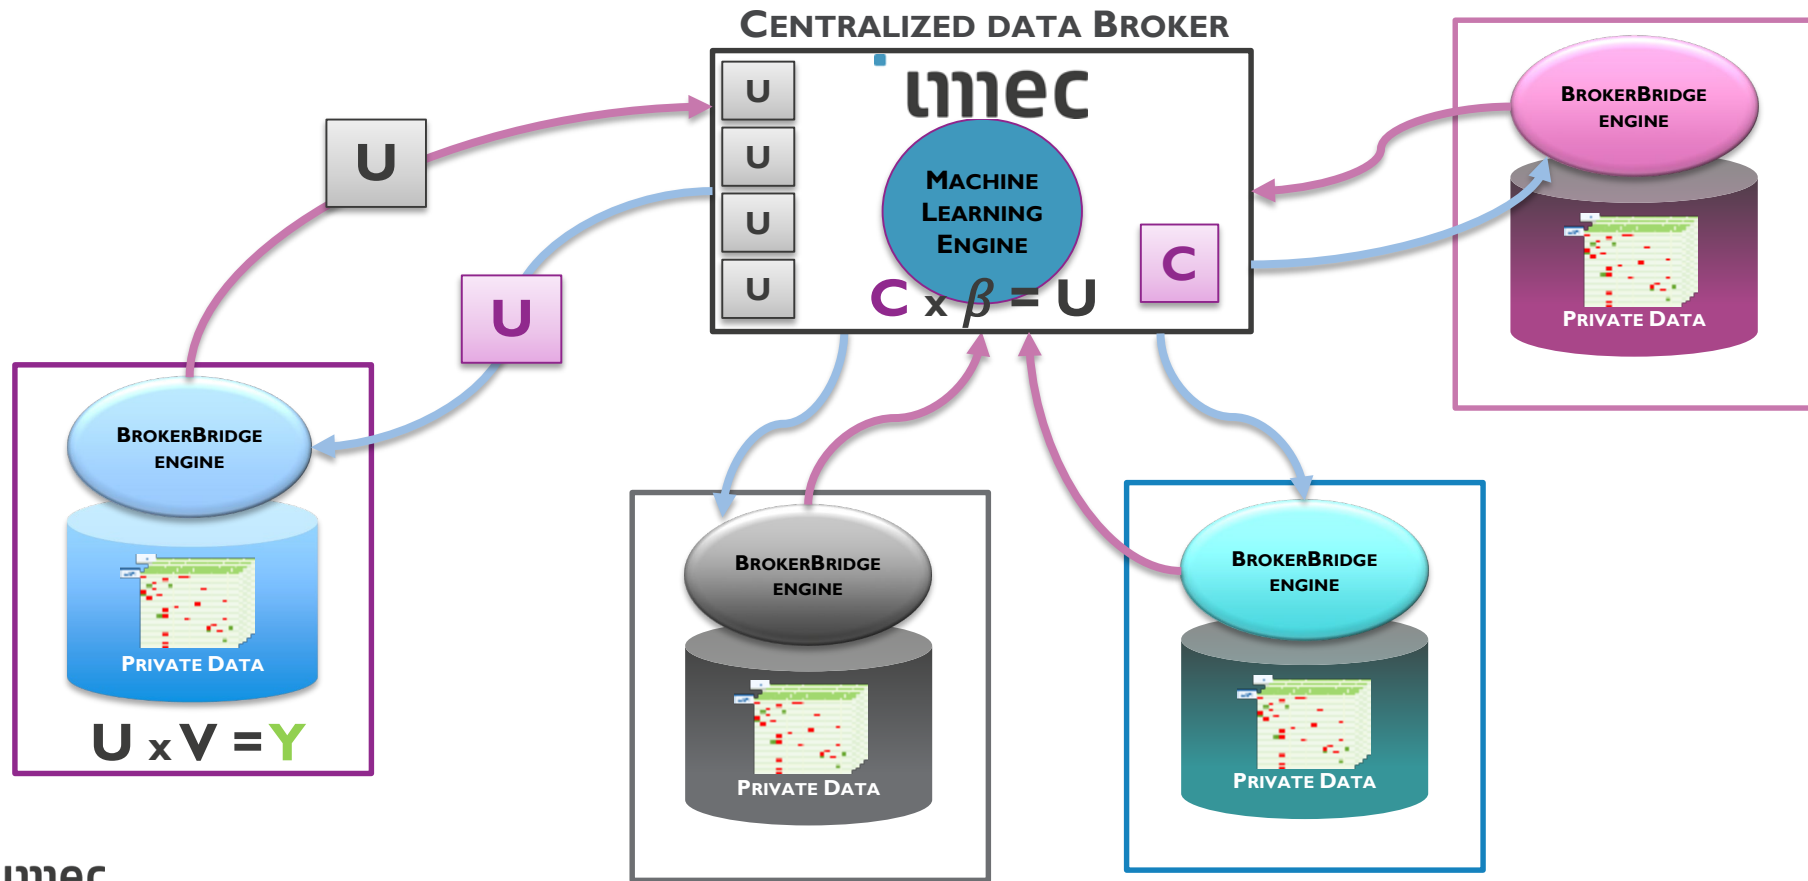 CENTRALIZED DATA BROKER
imec
U
U
U
U
MACHINE
LEARNING
ENGINE
C x β = U
C
BROKERBRIDGE
ENGINE
PRIVATE DATA
U
U
BROKERBRIDGE
ENGINE
PRIVATE DATA
U x V = Y
BROKERBRIDGE
ENGINE
PRIVATE DATA
BROKERBRIDGE
ENGINE
PRIVATE DATA
imec